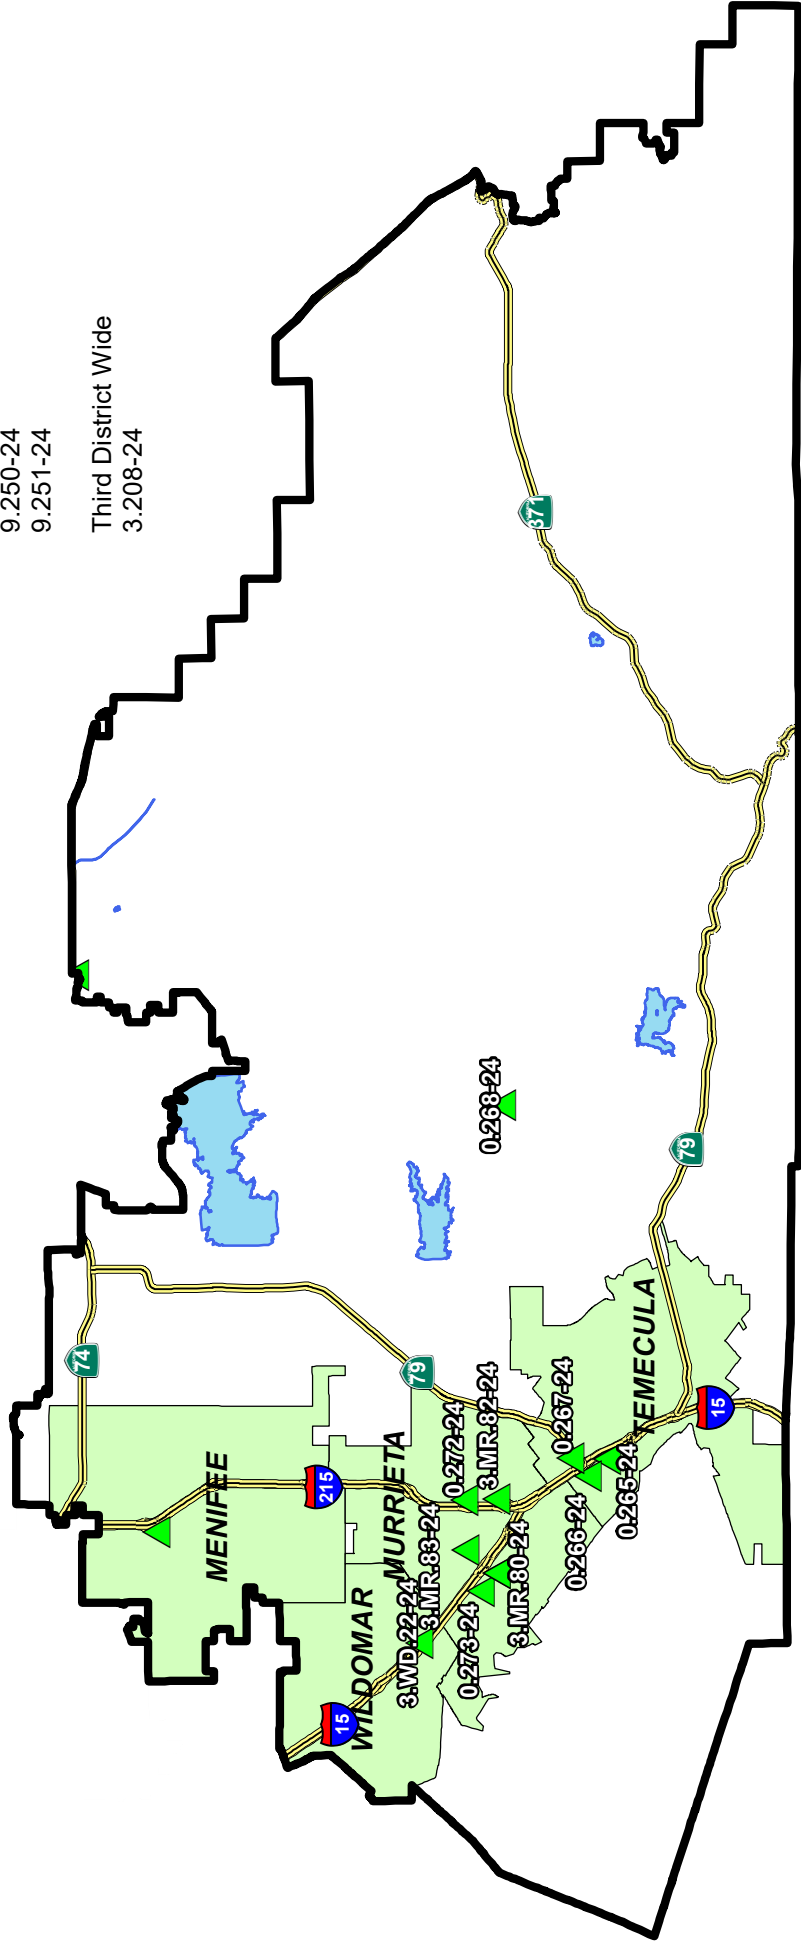 9.250-24
9.251-24
Third District Wide
3.208-24
371
0.268-24
79
74
79
MENIFEE
215
MURRIETA
0.272-24
3.MR.82-24
0.267-24
TEMECULA
15
WILDOMAR
15
3.WD.22-24
3.MR.83-24
0.273-24
3.MR.80-24
0.266-24
0.265-24